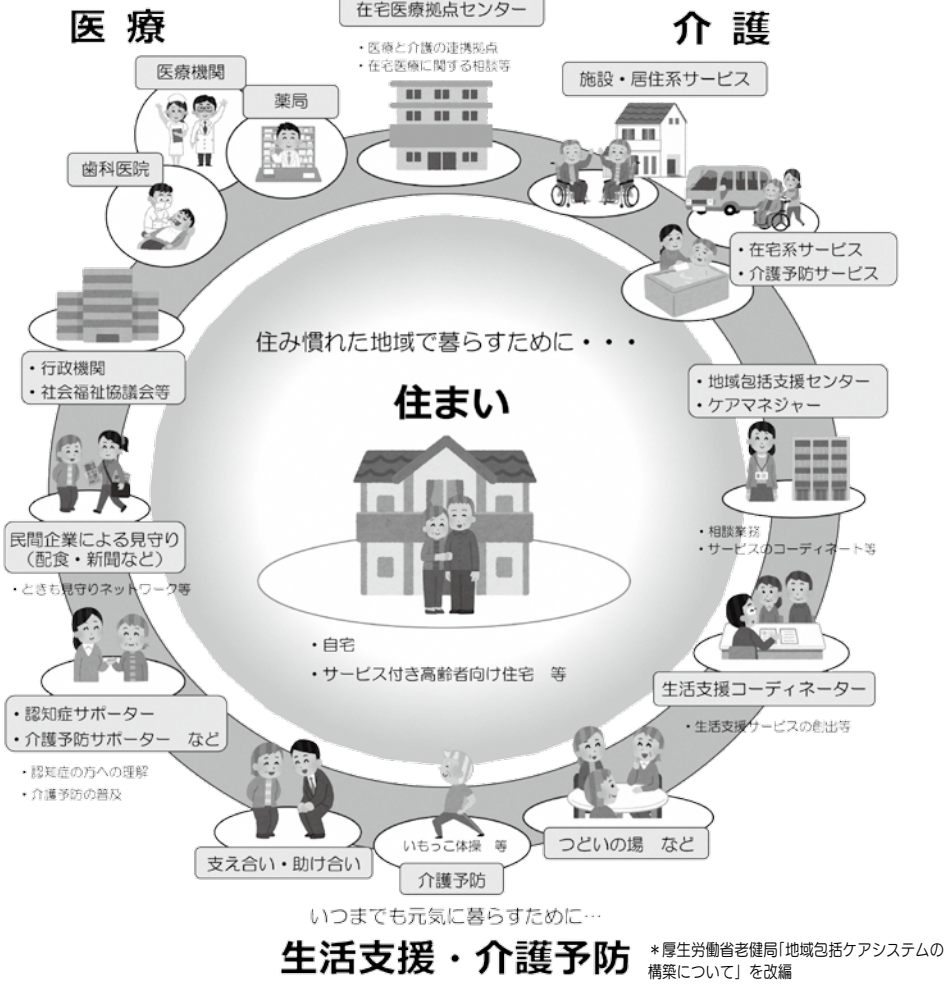 医療
在宅医療拠点センター
・医療と介護の連携拠点
・在宅医療に関する相談等
介護
医療機関
薬局
歯科医院
施設・居住系サービス
・在宅系サービス
・介護予防サービス
・行政機関
・社会福祉協議会等
住み慣れた地域で暮らすために・・・
住まい
・地域包括支援センター
・ケアマネジャー
・相談業務
・サービスのコーディネート等
民間企業による見守り
（配食・新聞など）
・ときも見守りネットワーク等
・自宅
・サービス付き高齢者向け住宅　等
生活支援コーディネーター
・生活支援サービスの創出等
・認知症サポーター
・介護予防サポーター　など
・認知症の方への理解
・介護予防の普及
支え合い・助け合い
いもっこ体操　等
介護予防
つどいの場　など
いつまでも元気に暮らすために…
生活支援・介護予防
＊厚生労働省老健局「地域包括ケアシステムの
構築について」を改編